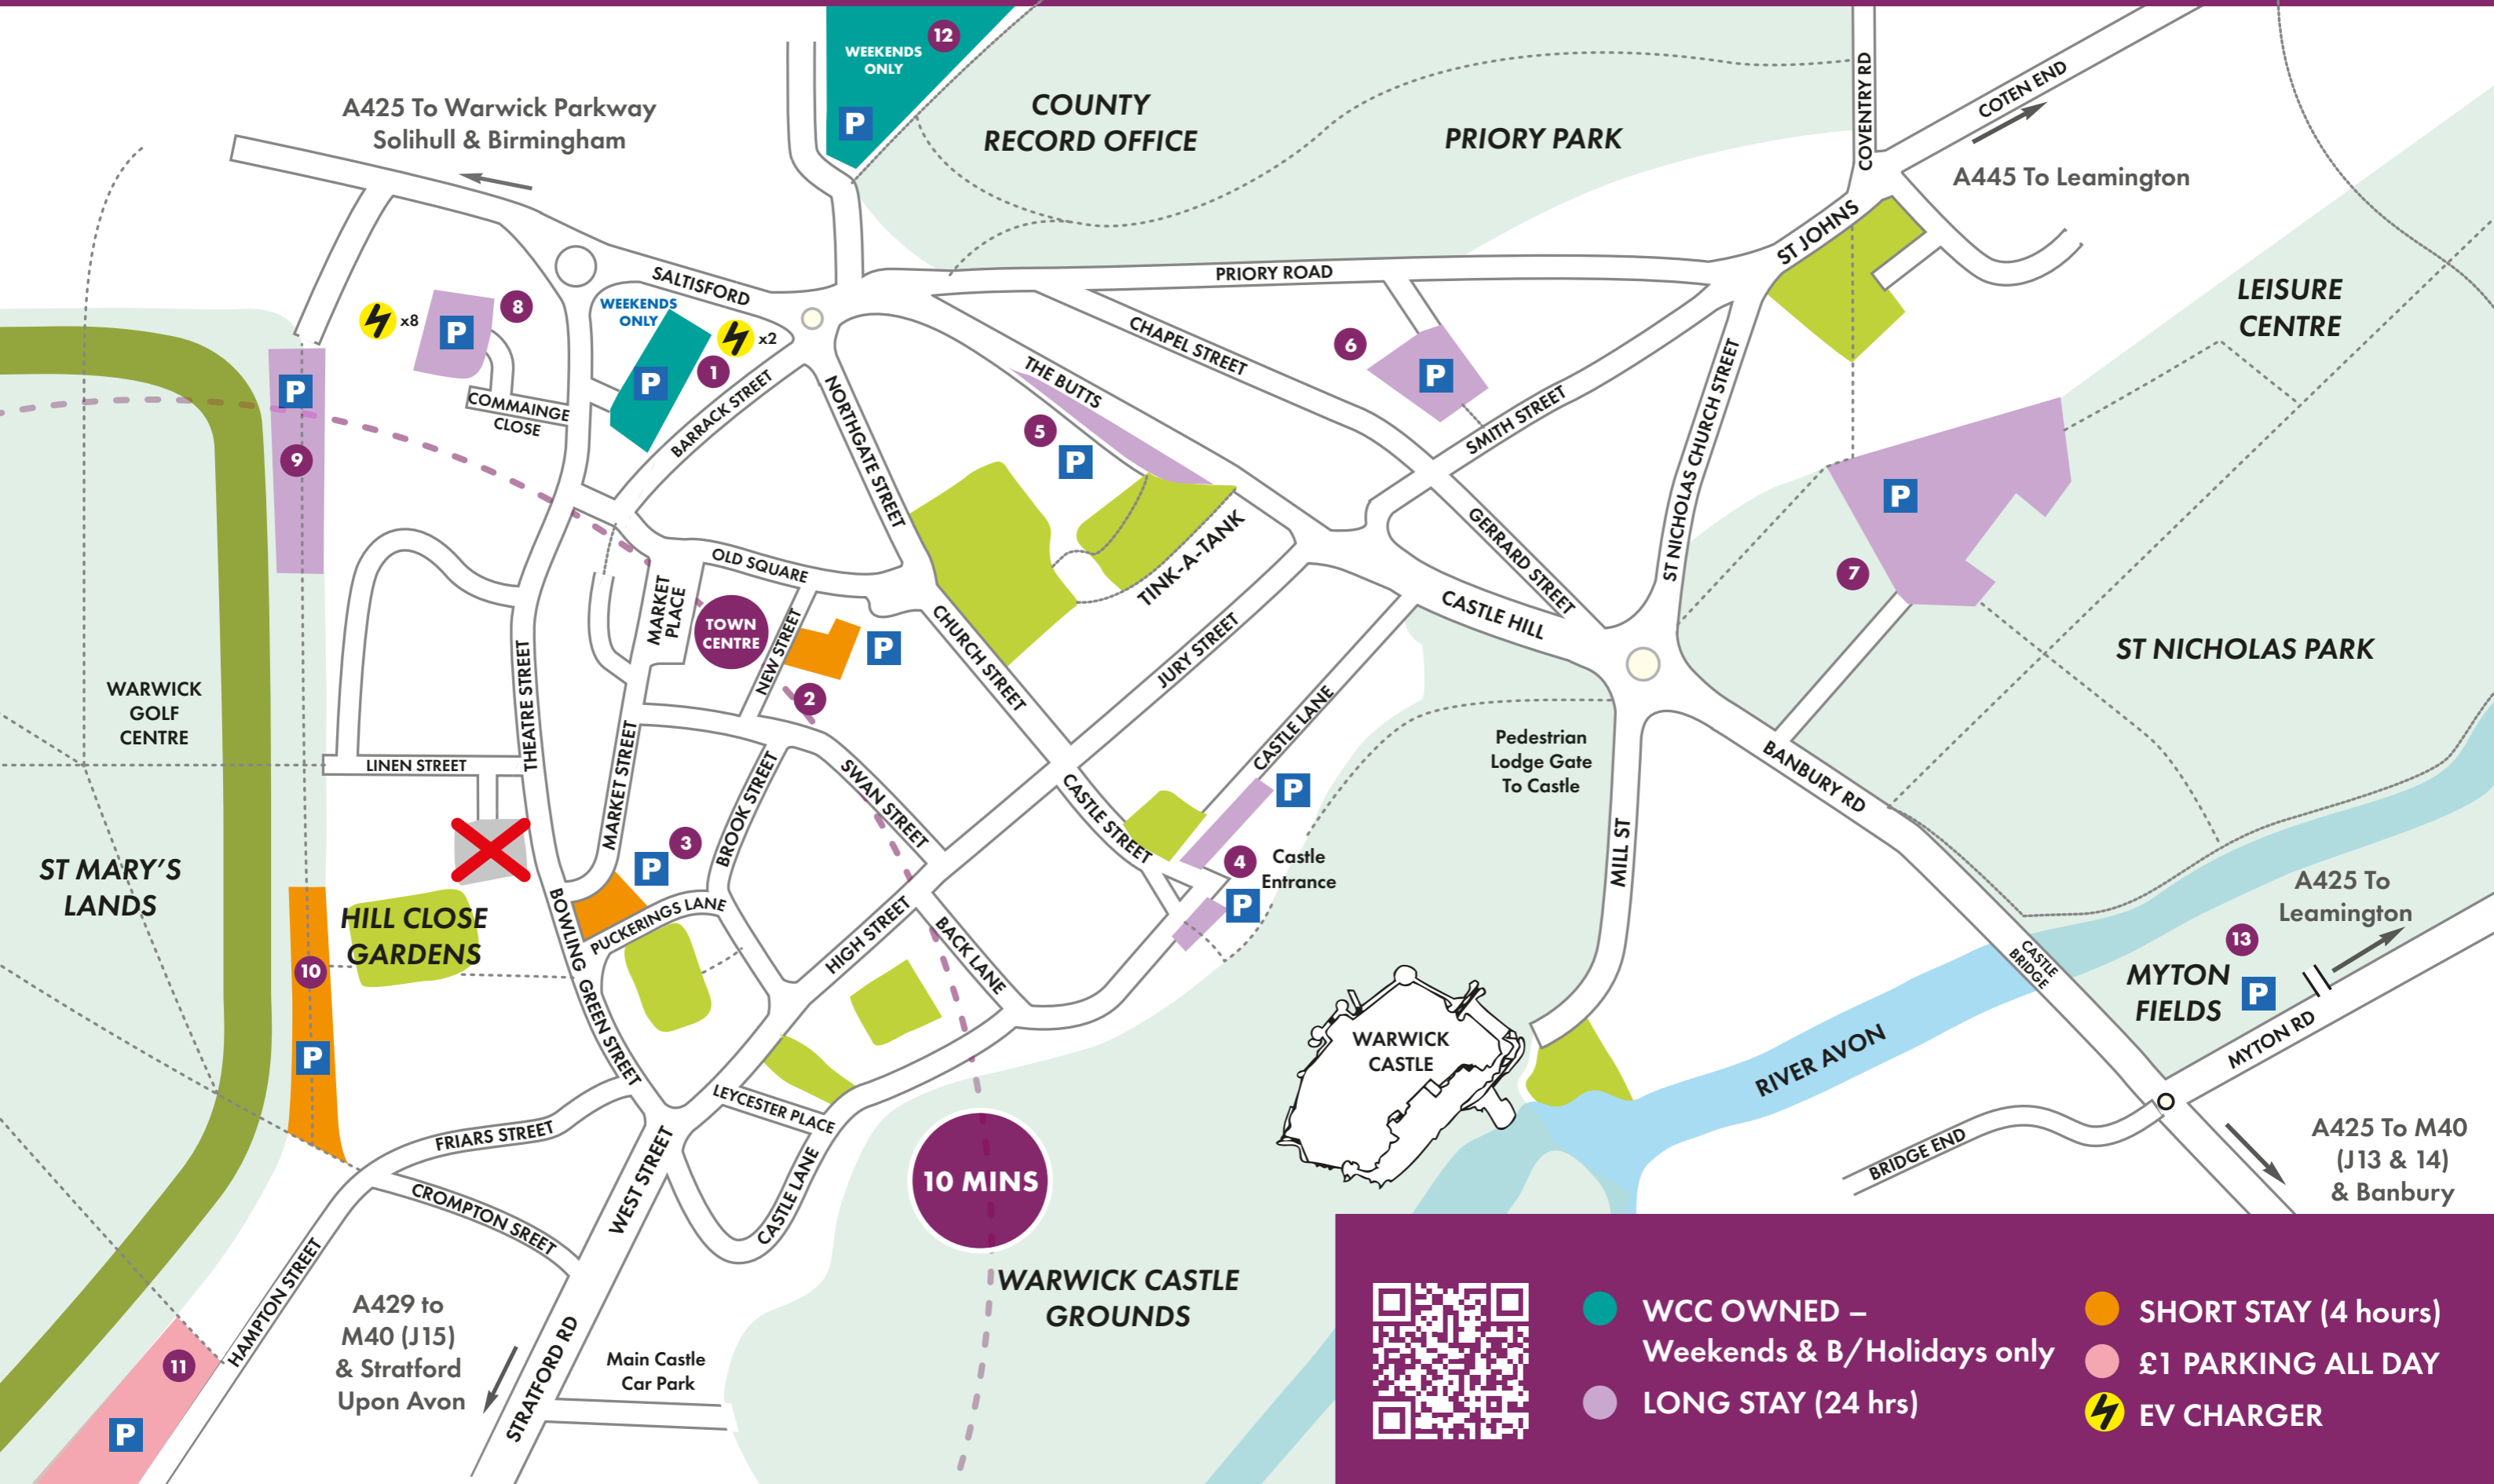 12
WEEKENDS
ONLY
P
A425 To Warwick Parkway
Solihull & Birmingham
COUNTY
RECORD OFFICE
PRIORY PARK
COVENTRY RD
COTEN END
A445 To Leamington
ST JOHNS
SALTISFORD
PRIORY ROAD
LEISURE
CENTRE
x8
P
8
WEEKENDS
ONLY
x2
P
1
COMMAINGE
CLOSE
BARRACK STREET
NORTHGATE STREET
THE BUTTS
CHAPEL STREET
6
P
SMITH STREET
ST NICHOLAS CHURCH STREET
P
9
5
P
P
7
GERRARD STREET
TINK-A-TANK
OLD SQUARE
MARKET
PLACE
TOWN
CENTRE
NEW STREET
P
2
CHURCH STREET
JURY STREET
CASTLE HILL
ST NICHOLAS PARK
WARWICK
GOLF
CENTRE
THEATRE STREET
LINEN STREET
MARKET STREET
BROOK STREET
SWAN STREET
CASTLE STREET
CASTLE LANE
P
Pedestrian
Lodge Gate
To Castle
BANBURY RD
MILL ST
ST MARY'S
LANDS
HILL CLOSE
GARDENS
3
P
PUCKERINGS LANE
BOWLING GREEN STREET
HIGH STREET
BACK LANE
4
Castle
Entrance
P
10
P
WARWICK
CASTLE
RIVER AVON
CASTLE
BRIDGE
A425 To
Leamington
13
MYTON
FIELDS
P
MYTON RD
LEYCESTER PLACE
FRIARS STREET
CROMPTON SREET
WEST STREET
CASTLE LANE
10 MINS
BRIDGE END
A425 To M40
(J13 & 14)
& Banbury
HAMPTON STREET
11
P
A429 to
M40 (J15)
& Stratford
Upon Avon
STRATFORD RD
Main Castle
Car Park
WARWICK CASTLE
GROUNDS
WCC OWNED –
Weekends & B/Holidays only
LONG STAY (24 hrs)
SHORT STAY (4 hours)
£1 PARKING ALL DAY
EV CHARGER